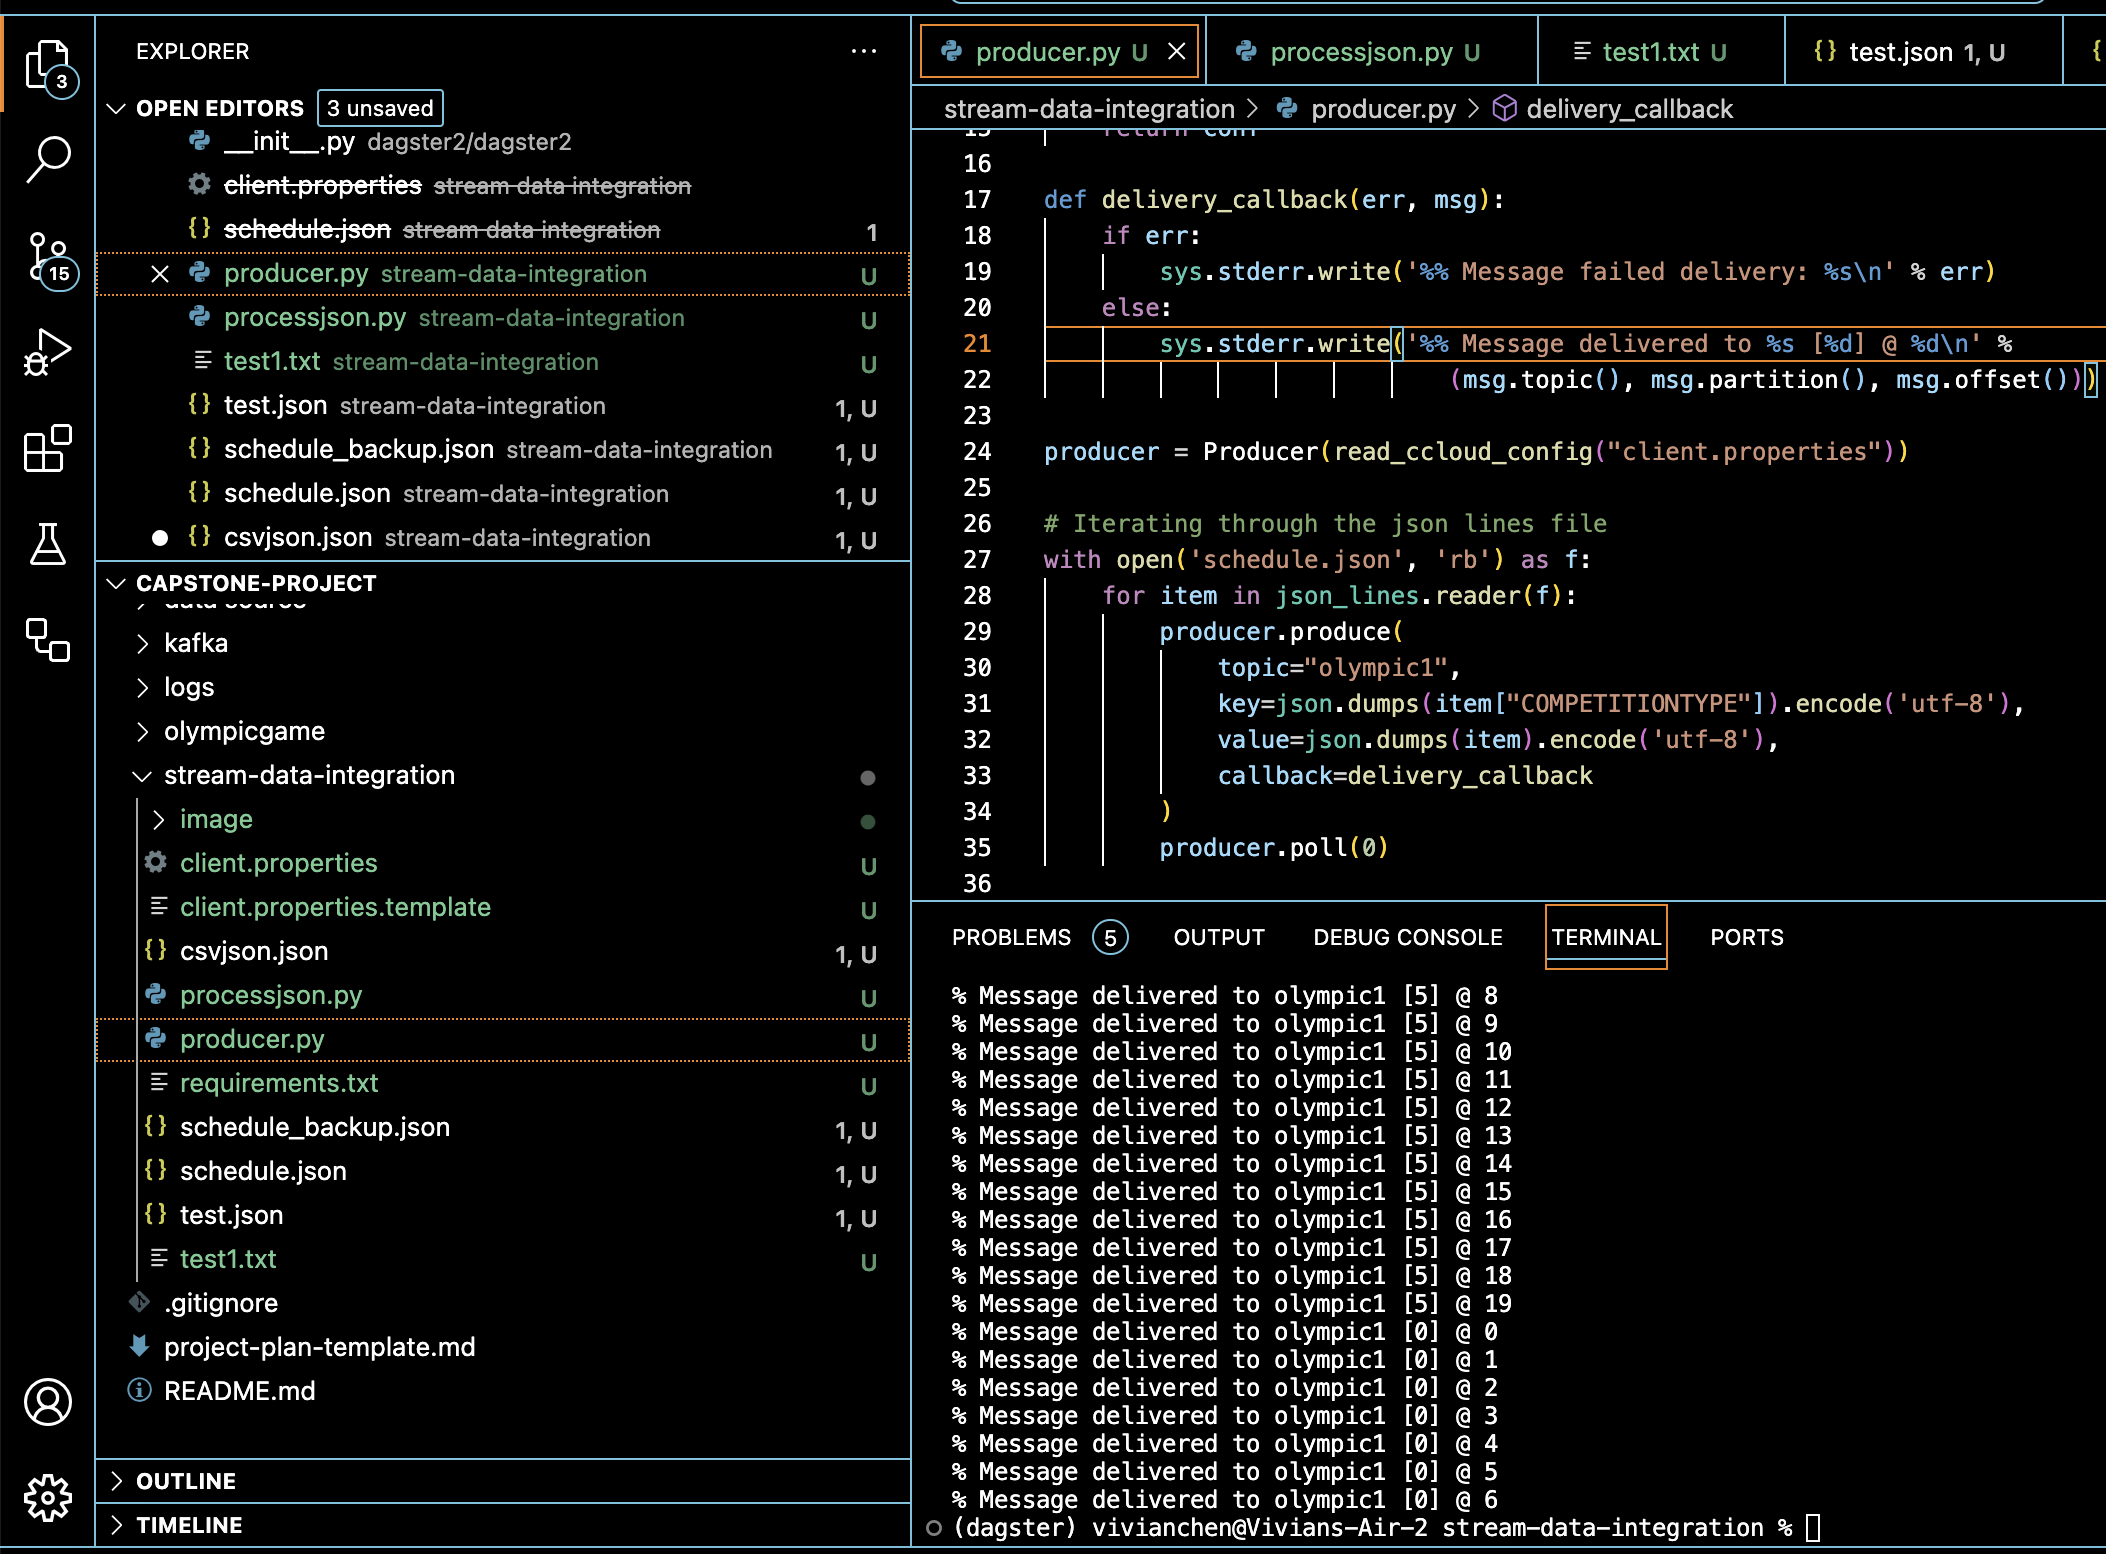 3
15
EXPLORER
OPEN EDITORS 3 unsaved
__init__.py dagster2/dagster2
client.properties stream-data-integration
schedule.json stream-data-integration 1
producer.py stream-data-integration U
processjson.py stream-data-integration U
test1.txt stream-data-integration U
test.json stream-data-integration 1, U
schedule_backup.json stream-data-integration 1, U
schedule.json stream-data-integration 1, U
csvjson.json stream-data-integration 1, U
CAPSTONE-PROJECT
data source
kafka
logs
olympicgame
stream-data-integration
image
client.properties U
client.properties.template U
csvjson.json 1, U
processjson.py U
producer.py U
requirements.txt U
schedule_backup.json 1, U
schedule.json 1, U
test.json 1, U
test1.txt U
.gitignore
project-plan-template.md
README.md
OUTLINE
TIMELINE
producer.py U processjson.py U test1.txt U test.json 1, U
stream-data-integration > producer.py > delivery_callback
15 return conf
16
17 def delivery_callback(err, msg):
18 if err:
19 sys.stderr.write('%% Message failed delivery: %s\n' % err)
20 else:
21 sys.stderr.write('%% Message delivered to %s [%d] @ %d\n' %
22 (msg.topic(), msg.partition(), msg.offset()))
23
24 producer = Producer(read_ccloud_config("client.properties"))
25
26 # Iterating through the json lines file
27 with open('schedule.json', 'rb') as f:
28 for item in json_lines.reader(f):
29 producer.produce(
30 topic="olympic1",
31 key=json.dumps(item["COMPETITIONTYPE"]).encode('utf-8'),
32 value=json.dumps(item).encode('utf-8'),
33 callback=delivery_callback
34 )
35 producer.poll(0)
36
PROBLEMS 5 OUTPUT DEBUG CONSOLE TERMINAL PORTS
% Message delivered to olympic1 [5] @ 8
% Message delivered to olympic1 [5] @ 9
% Message delivered to olympic1 [5] @ 10
% Message delivered to olympic1 [5] @ 11
% Message delivered to olympic1 [5] @ 12
% Message delivered to olympic1 [5] @ 13
% Message delivered to olympic1 [5] @ 14
% Message delivered to olympic1 [5] @ 15
% Message delivered to olympic1 [5] @ 16
% Message delivered to olympic1 [5] @ 17
% Message delivered to olympic1 [5] @ 18
% Message delivered to olympic1 [5] @ 19
% Message delivered to olympic1 [0] @ 0
% Message delivered to olympic1 [0] @ 1
% Message delivered to olympic1 [0] @ 2
% Message delivered to olympic1 [0] @ 3
% Message delivered to olympic1 [0] @ 4
% Message delivered to olympic1 [0] @ 5
% Message delivered to olympic1 [0] @ 6
(dagster) vivianchen@Vivians-Air-2 stream-data-integration %